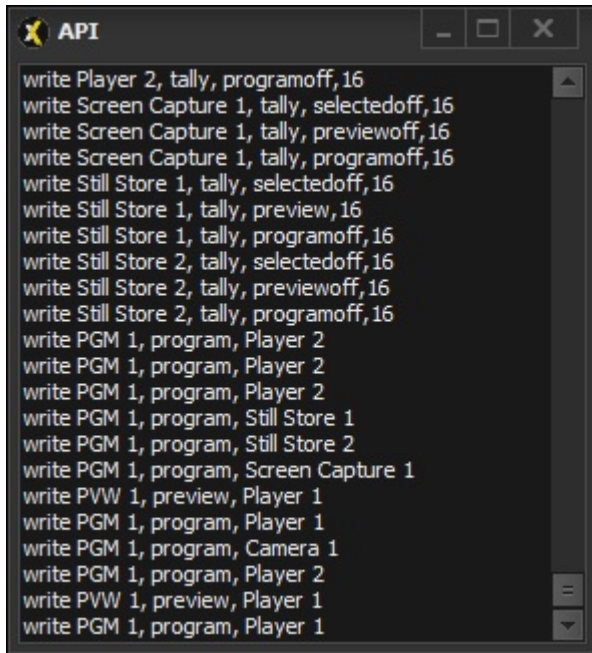 API
write Player 2, tally, programoff,16
write Screen Capture 1, tally, selectedoff,16
write Screen Capture 1, tally, previewoff,16
write Screen Capture 1, tally, programoff,16
write Still Store 1, tally, selectedoff,16
write Still Store 1, tally, preview,16
write Still Store 1, tally, programoff,16
write Still Store 2, tally, selectedoff,16
write Still Store 2, tally, previewoff,16
write Still Store 2, tally, programoff,16
write PGM 1, program, Player 2
write PGM 1, program, Player 2
write PGM 1, program, Player 2
write PGM 1, program, Still Store 1
write PGM 1, program, Still Store 2
write PGM 1, program, Screen Capture 1
write PVW 1, preview, Player 1
write PGM 1, program, Player 1
write PGM 1, program, Camera 1
write PGM 1, program, Player 2
write PVW 1, preview, Player 1
write PGM 1, program, Player 1